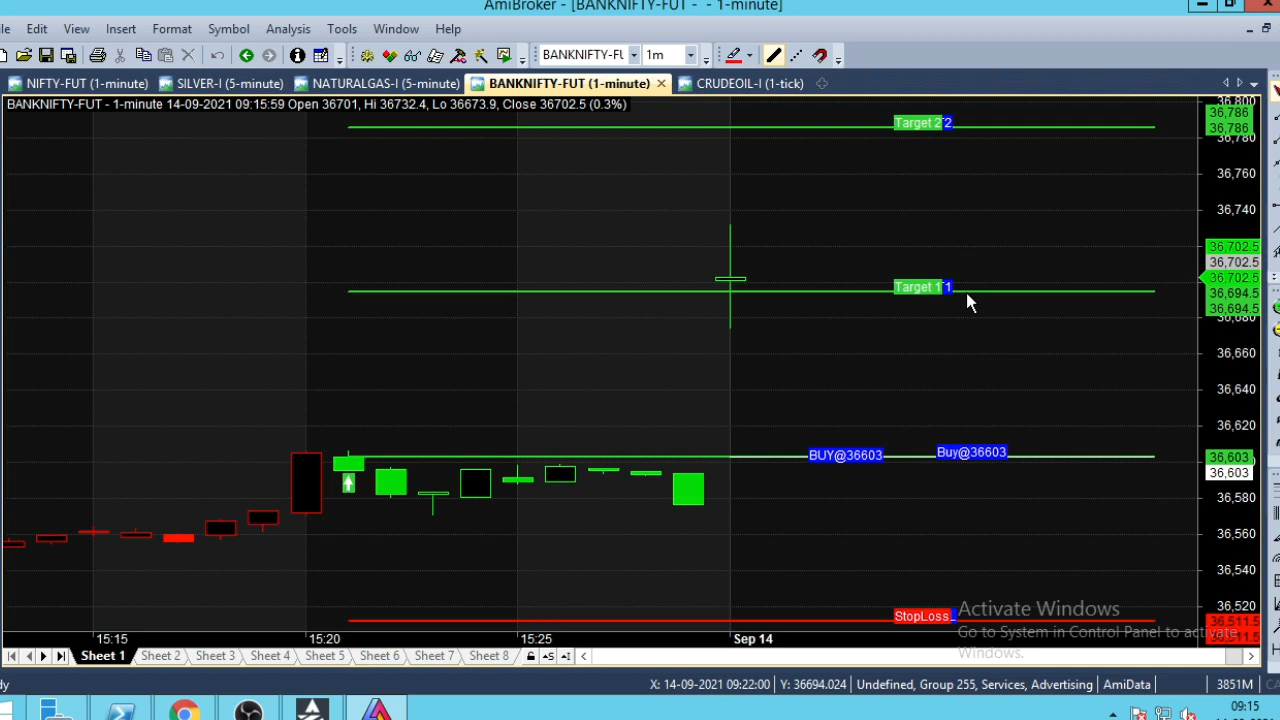 AmiBroker - [BANKNIFTY-FUT - - 1-minute]
Edit View Insert Format Symbol Analysis Tools Window Help
BANKNIFTY-FU 1m
NIFTY-FUT (1-minute) SILVER-I (5-minute) NATURALGAS-I (5-minute) BANKNIFTY-FUT (1-minute) CRUDEOIL-I (1-tick)
BANKNIFTY-FUT - 1-minute 14-09-2021 09:15:59 Open 36701, Hi 36732.4, Lo 36673.9, Close 36702.5 (0.3%)
36,800
36,786
Target 2 2
36,786
36,780
36,760
36,740
36,702.5
36,702.5
36,702.5
Target 1 1
36,694.5
36,694.5
36,680
36,660
36,640
36,620
BUY@36603 Buy@36603
36,603
36,603
36,580
36,560
36,540
36,520
StopLoss
36,511.5
36,511.5
Activate Windows
Go to System in Control Panel to activate
Windows.
15:15 15:20 15:25 Sep 14
Sheet 1 Sheet 2 Sheet 3 Sheet 4 Sheet 5 Sheet 6 Sheet 7 Sheet 8
X: 14-09-2021 09:22:00 Y: 36694.024 Undefined, Group 255, Services, Advertising AmiData 3851M
09:15